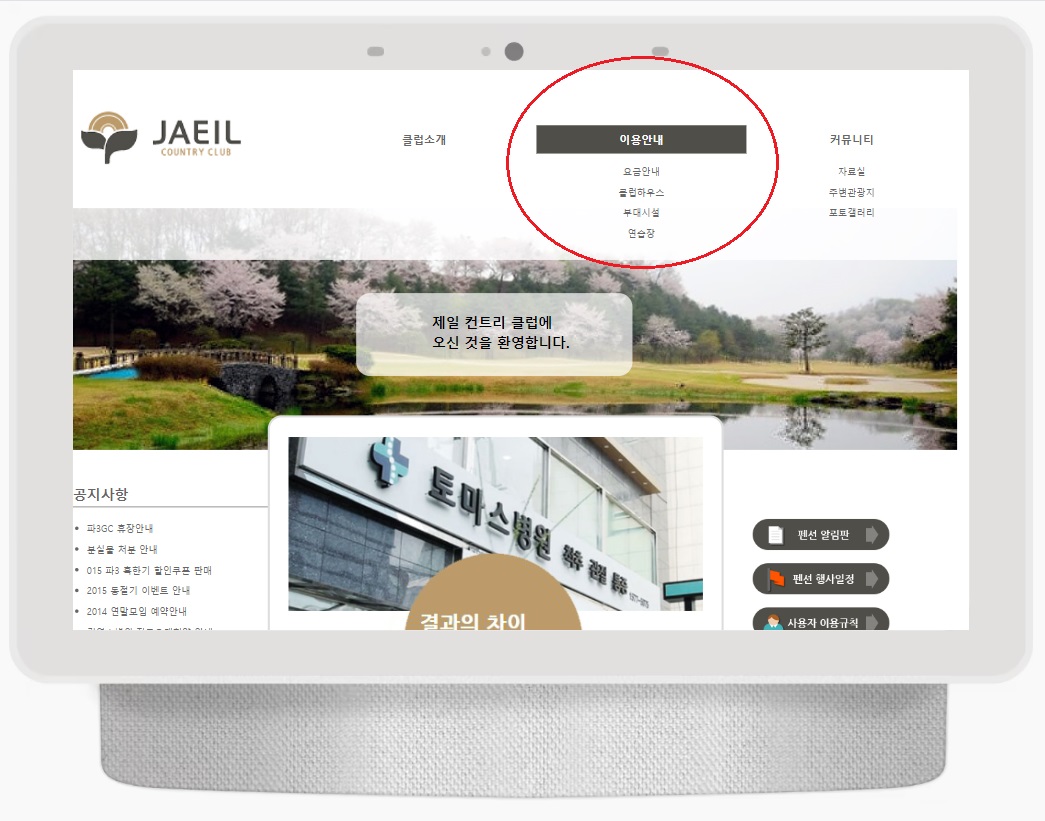 JAEIL
COUNTRY CLUB
클럽소개
이용안내
커뮤니티
요금안내
클럽하우스
부대시설
연습장
자료실
주변관광지
포토갤러리
제일 컨트리 클럽에
오신 것을 환영합니다.
공지사항
파3GC 휴장안내
분실물 처분 안내
015 파3 혹한기 할인쿠폰 판매
2015 동절기 이벤트 안내
2014 연말모임 예약안내
토마스병원 척추 관절 통증
결과의 차이
펜션 알림판
펜션 행사일정
사용자 이용규칙